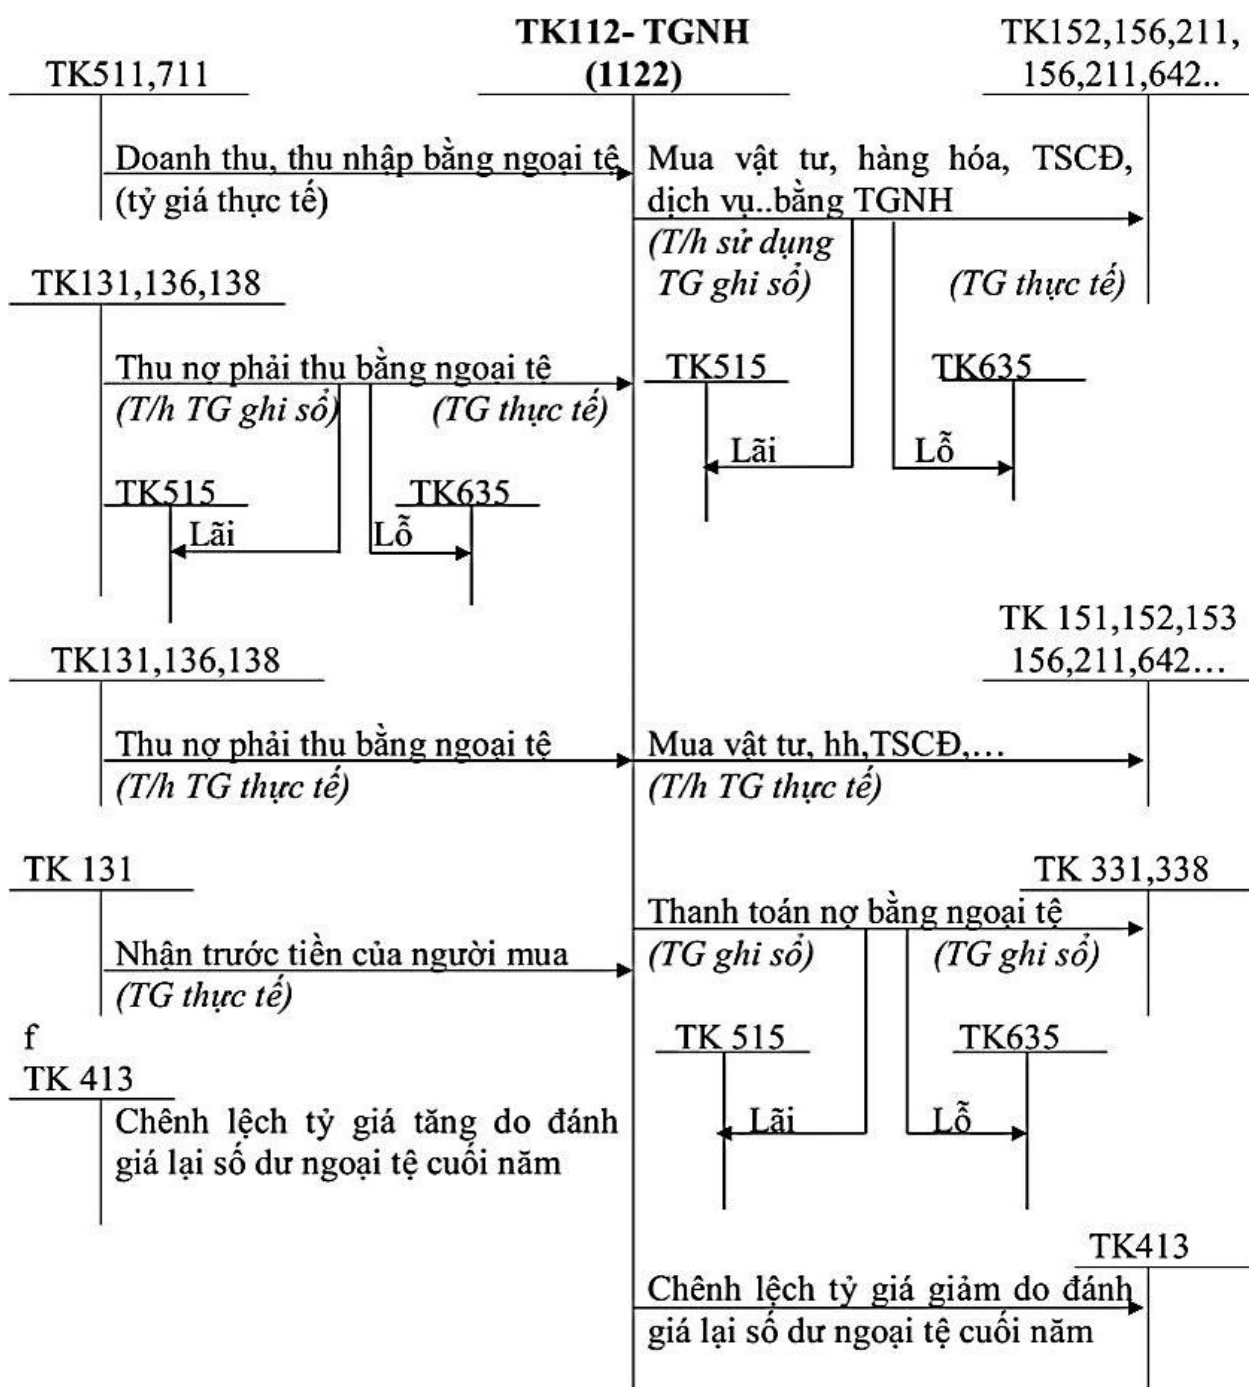 TK112- TGNH
(1122)
TK152,156,211,
156,211,642..
TK511,711
Doanh thu, thu nhập bằng ngoại tệ
(tỷ giá thực tế)
Mua vật tư, hàng hóa, TSCĐ,
dịch vụ..bằng TGNH
(T/h sử dụng
TG ghi sổ)
(TG thực tế)
TK131,136,138
Thu nợ phải thu bằng ngoại tệ
(T/h TG ghi sổ)
(TG thực tế)
TK515
TK635
Lãi
Lỗ
TK515
TK635
Lãi
Lỗ
TK131,136,138
TK 151,152,153
156,211,642...
Thu nợ phải thu bằng ngoại tệ
(T/h TG thực tế)
Mua vật tư, hh,TSCĐ,...
(T/h TG thực tế)
TK 131
Nhận trước tiền của người mua
(TG thực tế)
TK 331,338
Thanh toán nợ bằng ngoại tệ
(TG ghi sổ)
(TG ghi sổ)
f
TK 413
Chênh lệch tỷ giá tăng do đánh
giá lại số dư ngoại tệ cuối năm
TK 515
TK635
Lãi
Lỗ
TK413
Chênh lệch tỷ giá giảm do đánh
giá lại số dư ngoại tệ cuối năm